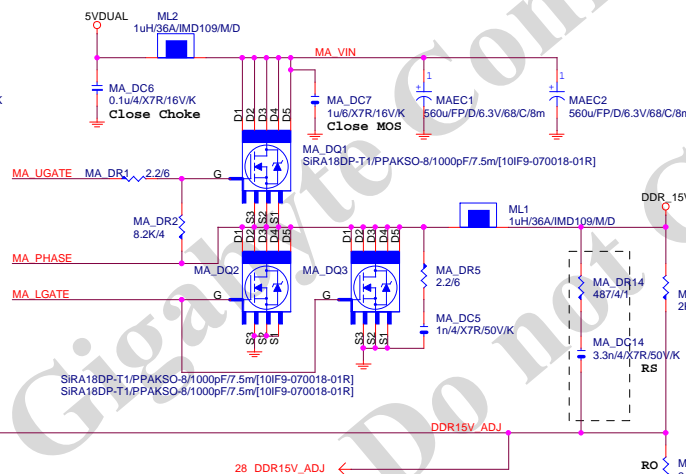 5VDUAL
ML2
1uH/36A/IMD109/M/D
MA_VIN
MA_DC6
0.1u/4/X7R/16V/K
Close Choke
D1
D2
D3
D4
D5
MA_DC7
1u/6/X7R/16V/K
Close MOS
1
MAEC1
560u/FP/D/6.3V/68/C/8m
1
MAEC2
560u/FP/D/6.3V/68/C/8m
MA_DQ1
SiRA18DP-T1/PPAKSO-8/1000pF/7.5m/[10IF9-070018-01R]
MA_UGATE
MA_DR1
2.2/6
G
S3
S2
S1
MA_DR2
8.2K/4
D1
D2
D3
D4
D5
D1
D2
D3
D4
D5
ML1
1uH/36A/IMD109/M/D
DDR_15V
MA_PHASE
MA_DQ2
MA_DQ3
MA_DR5
2.2/6
MA_DR14
487/4/1
MA_LGATE
G
G
MA_DC5
1n/4/X7R/50V/K
MA_DC14
3.3n/4/X7R/50V/K
S3
S2
S1
S3
S2
S1
RS
SiRA18DP-T1/PPAKSO-8/1000pF/7.5m/[10IF9-070018-01R]
SiRA18DP-T1/PPAKSO-8/1000pF/7.5m/[10IF9-070018-01R]
DDR15V_ADJ
28 DDR15V_ADJ
RO
Gigabyte Com
Do not C